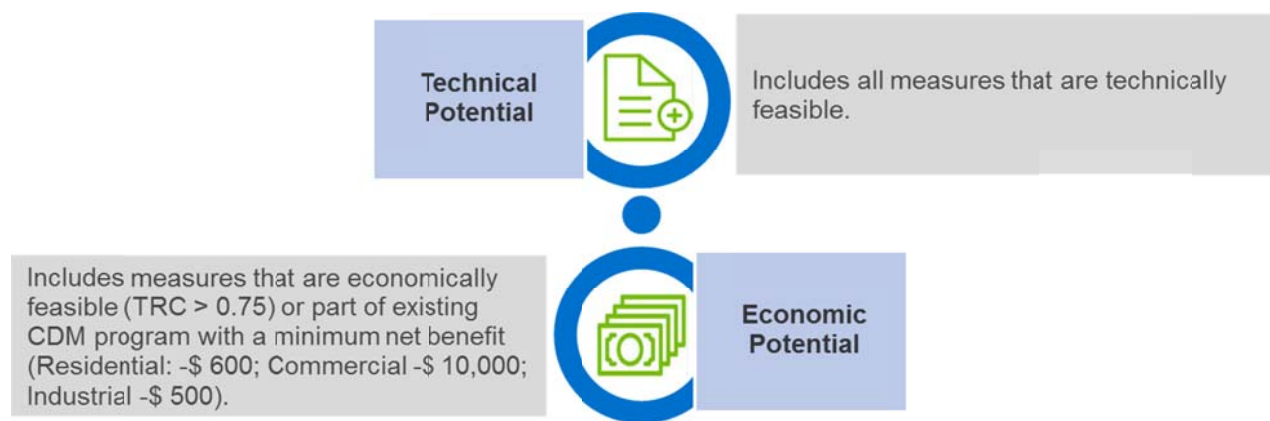 Technical
Potential
Includes all measures that are technically
feasible.
Includes measures that are economically
feasible (TRC > 0.75) or part of existing
CDM program with a minimum net benefit
(Residential: -$ 600; Commercial -$ 10,000;
Industrial -$ 500).
Economic
Potential